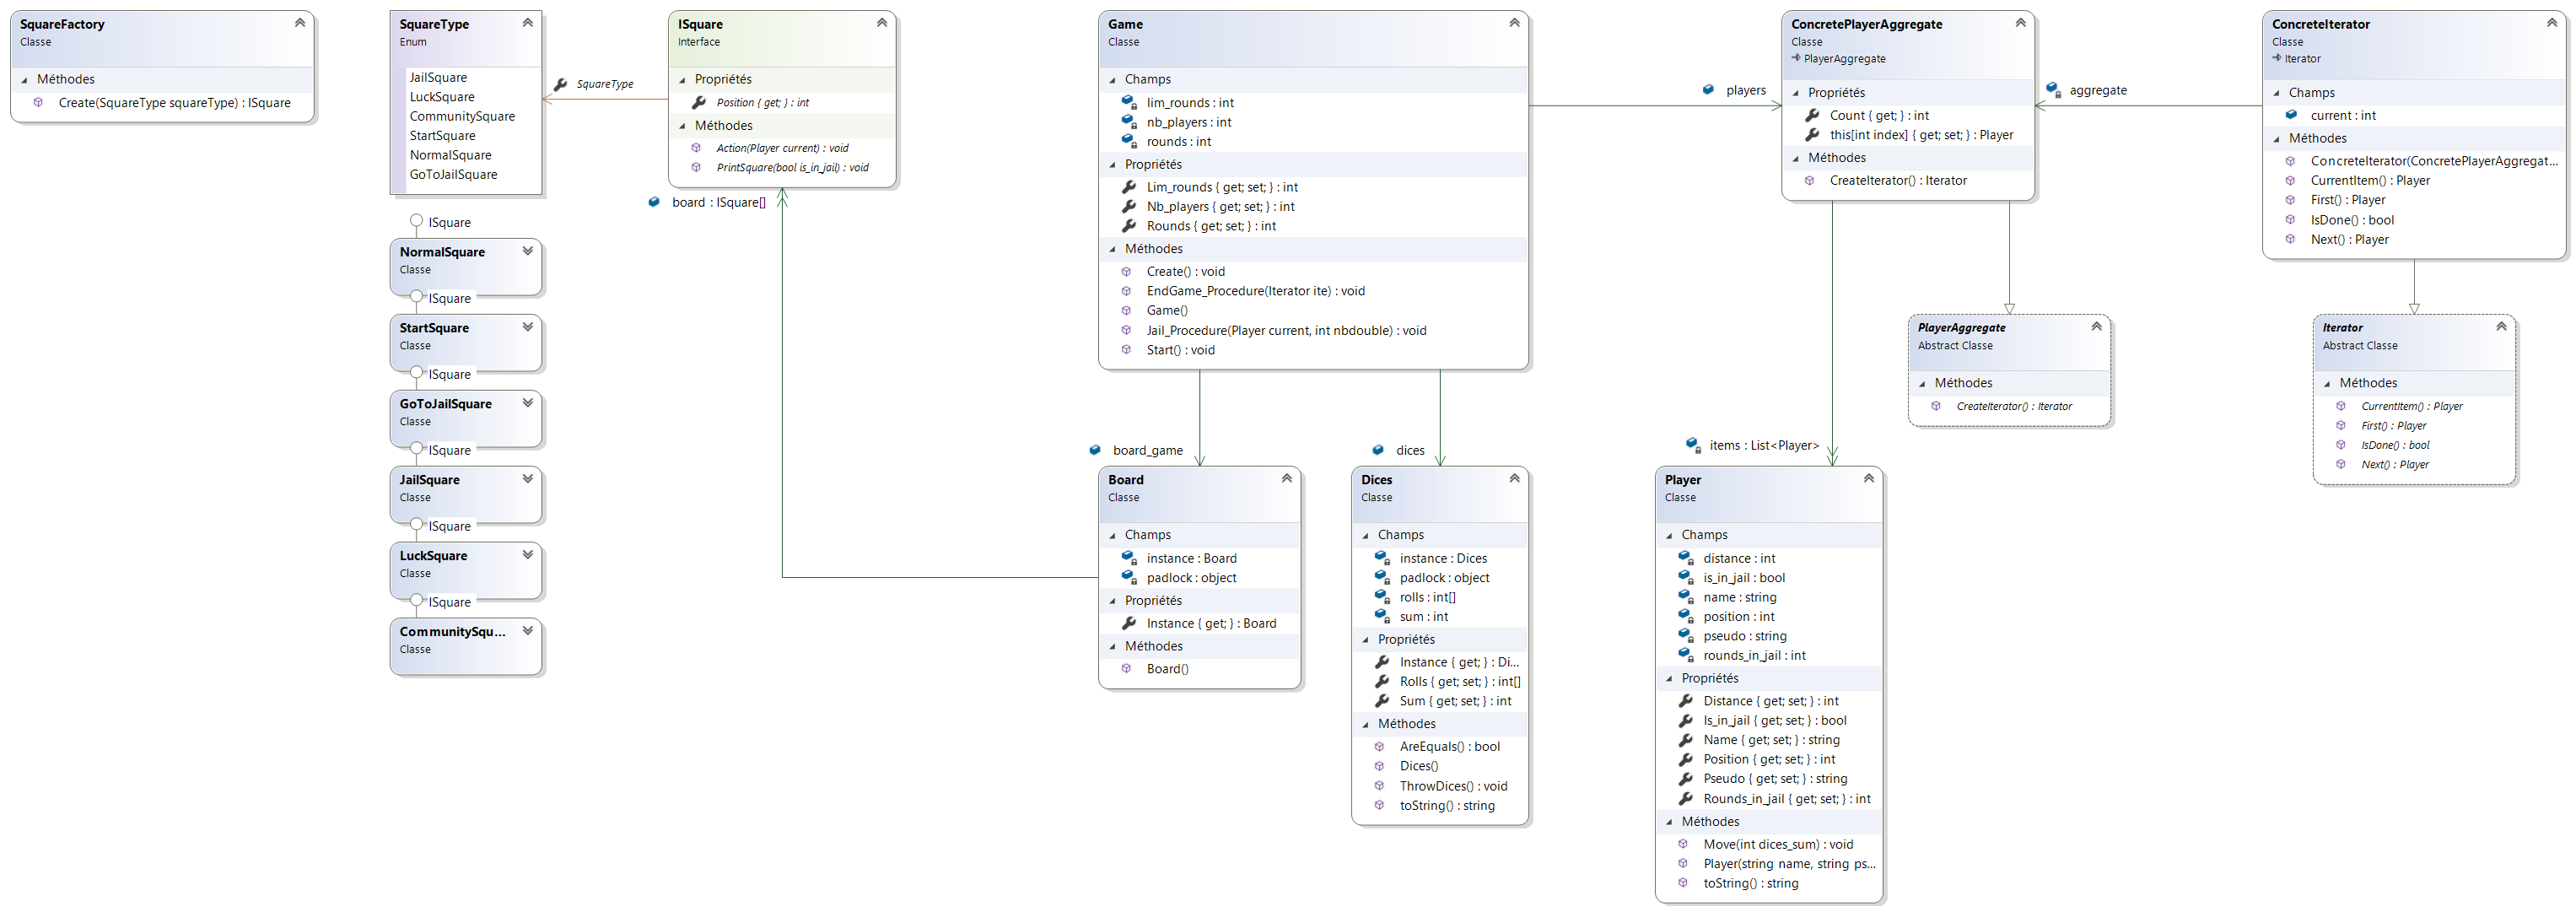 SquareFactory
Classe
Méthodes
Create(SquareType squareType) : ISquare
SquareType
Enum
JailSquare
LuckSquare
CommunitySquare
StartSquare
NormalSquare
GoToJailSquare
SquareType
ISquare
Interface
Propriétés
Position { get; } : int
Méthodes
Action(Player current) : void
PrintSquare(bool is_in_jail) : void
board : ISquare[]
ISquare
NormalSquare
Classe
ISquare
StartSquare
Classe
ISquare
GoToJailSquare
Classe
ISquare
JailSquare
Classe
ISquare
LuckSquare
Classe
ISquare
CommunitySqu...
Classe
Game
Classe
Champs
lim_rounds : int
nb_players : int
rounds : int
Propriétés
Lim_rounds { get; set; } : int
Nb_players { get; set; } : int
Rounds { get; set; } : int
Méthodes
Create() : void
EndGame_Procedure(Iterator ite) : void
Game()
Jail_Procedure(Player current, int nbdouble) : void
Start() : void
board_game
dices
players
Board
Classe
Champs
instance : Board
padlock : object
Propriétés
Instance { get; } : Board
Méthodes
Board()
Dices
Classe
Champs
instance : Dices
padlock : object
rolls : int[]
sum : int
Propriétés
Instance { get; } : Di...
Rolls { get; set; } : int[]
Sum { get; set; } : int
Méthodes
AreEquals() : bool
Dices()
ThrowDices() : void
toString() : string
ConcretePlayerAggregate
Classe
PlayerAggregate
Propriétés
Count { get; } : int
this[int index] { get; set; } : Player
Méthodes
CreateIterator() : Iterator
items : List<Player>
Player
Classe
Champs
distance : int
is_in_jail : bool
name : string
position : int
pseudo : string
rounds_in_jail : int
Propriétés
Distance { get; set; } : int
Is_in_jail { get; set; } : bool
Name { get; set; } : string
Position { get; set; } : int
Pseudo { get; set; } : string
Rounds_in_jail { get; set; } : int
Méthodes
Move(int dices_sum) : void
Player(string name, string ps...
toString() : string
PlayerAggregate
Abstract Classe
Méthodes
CreateIterator() : Iterator
aggregate
ConcreteIterator
Classe
Iterator
Champs
current : int
Méthodes
ConcreteIterator(ConcretePlayerAggregat...
CurrentItem() : Player
First() : Player
IsDone() : bool
Next() : Player
Iterator
Abstract Classe
Méthodes
CurrentItem() : Player
First() : Player
IsDone() : bool
Next() : Player